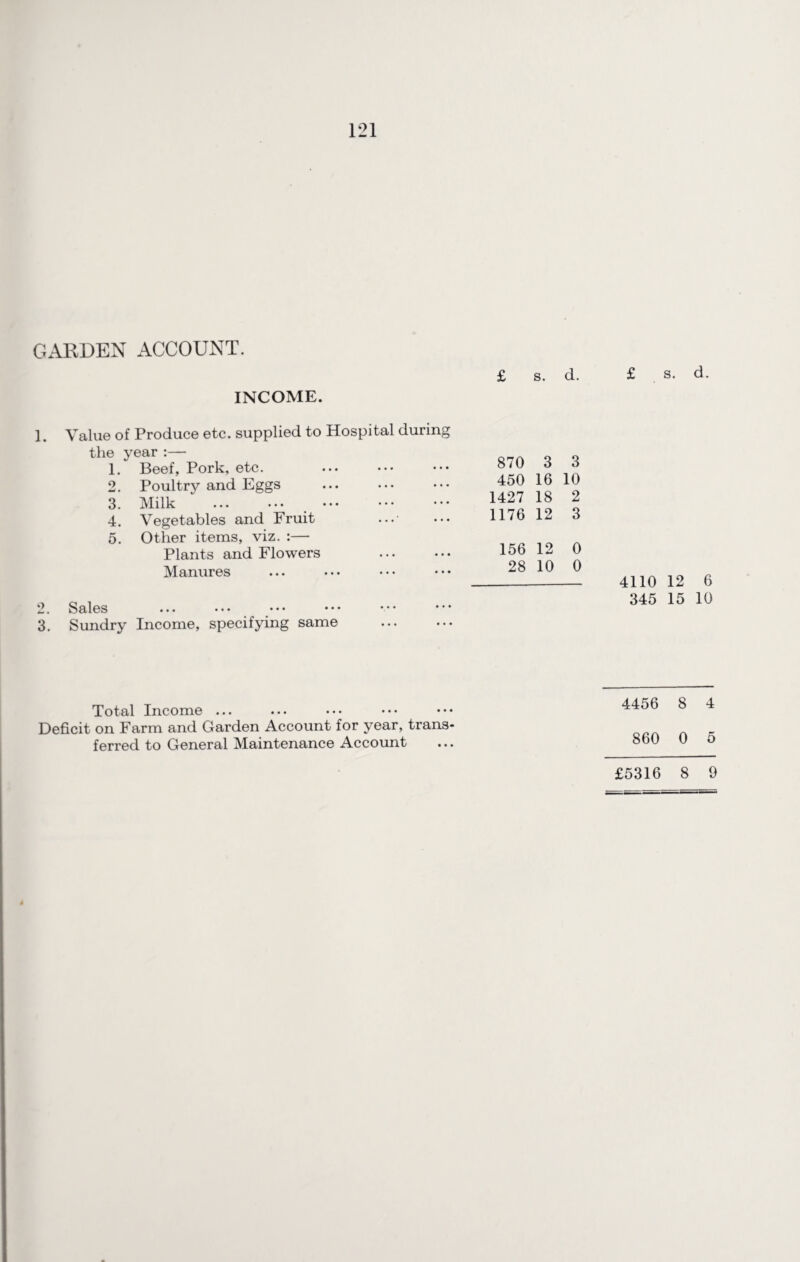 121
GARDEN ACCOUNT.
£ s. d. £ s. d.
INCOME.
1. Value of Produce etc. supplied to Hospital during
the year :—
1. Beef, Pork, etc. ... ... ... 870 3 3
2. Poultry and Eggs ... ... ... 450 16 10
3. Milk ... ... ... ... ... 1427 18 2
4. Vegetables and Fruit ... ... 1176 12 3
5. Other items, viz. :—
Plants and Flowers ... ... 156 12 0
Manures ... ... ... ... 28 10 0
4110 12 6
2. Sales ... ... ... ... ... ... 345 15 10
3. Sundry Income, specifying same ... ...
Total Income ... ... ... ... ... 4456 8 4
Deficit on Farm and Garden Account for year, trans-
ferred to General Maintenance Account ... 860 0 5
£5316 8 9